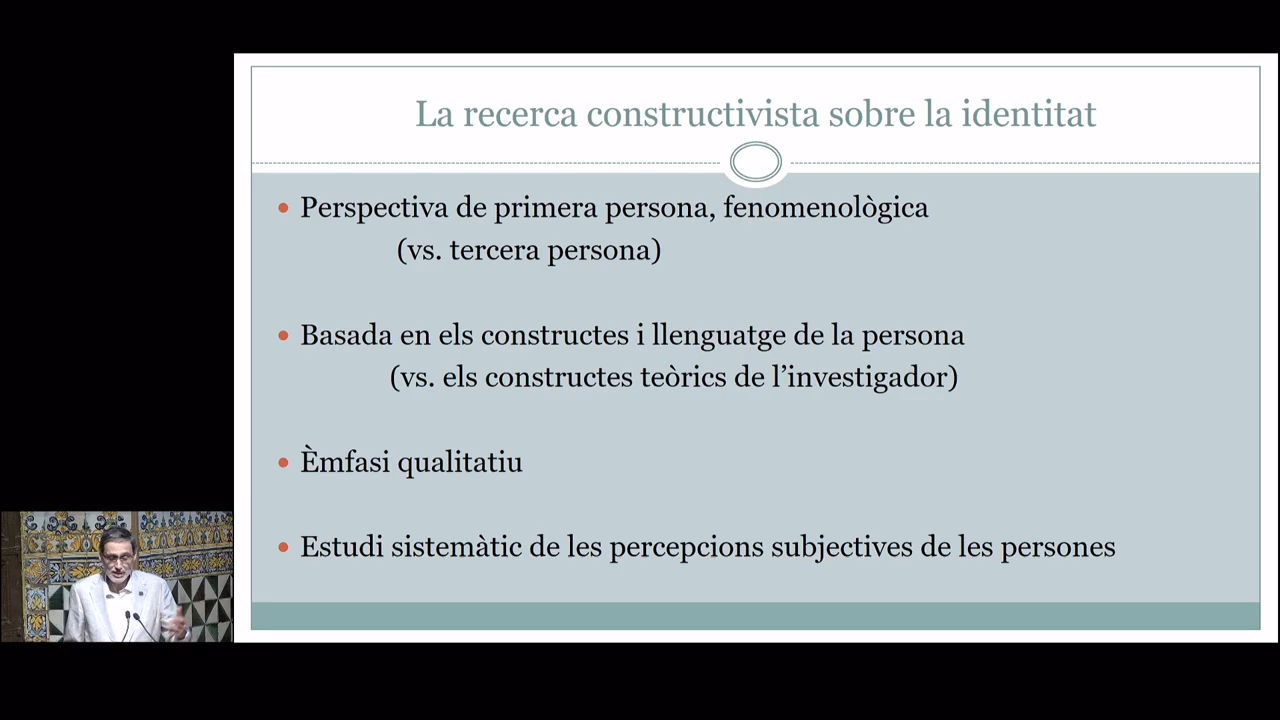 La recerca constructivista sobre la identitat
• Perspectiva de primera persona, fenomenològica
(vs. tercera persona)
• Basada en els constructes i llenguatge de la persona
(vs. els constructes teòrics de l’investigador)
• Èmfasi qualitatiu
• Estudi sistemàtic de les percepcions subjectives de les persones